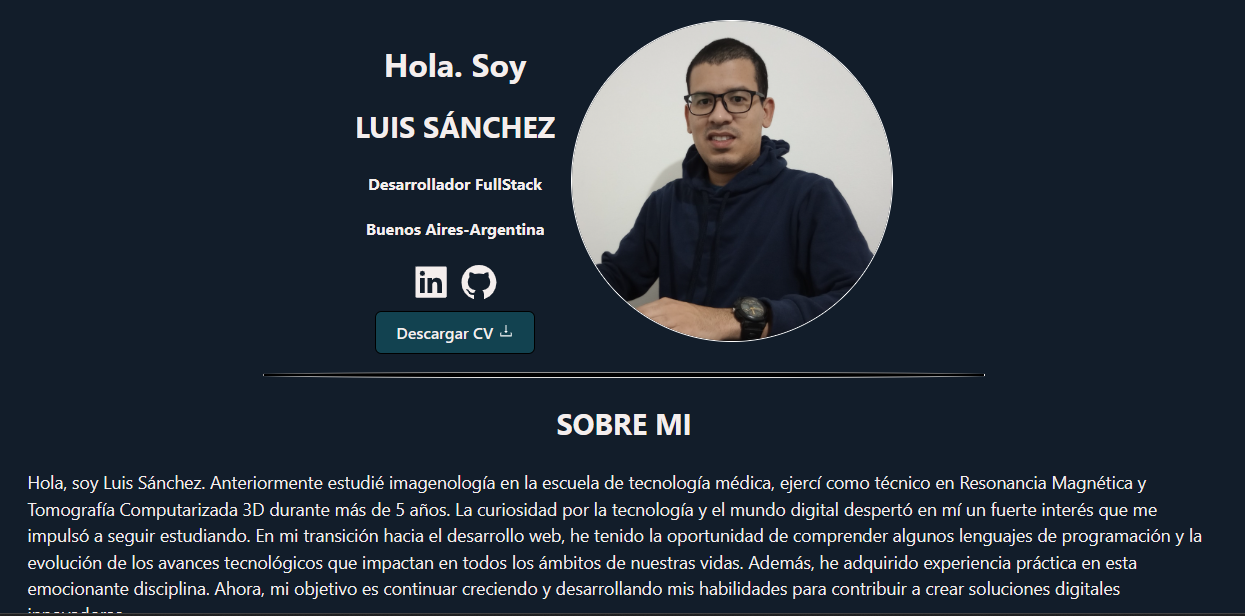 Hola. Soy
LUIS SÁNCHEZ
Desarrollador FullStack
Buenos Aires-Argentina
in
Descargar CV
SOBRE MI
Hola, soy Luis Sánchez. Anteriormente estudié imagenología en la escuela de tecnología médica, ejercí como técnico en Resonancia Magnética y
Tomografía Computarizada 3D durante más de 5 años. La curiosidad por la tecnología y el mundo digital despertó en mí un fuerte interés que me
impulsó a seguir estudiando. En mi transición hacia el desarrollo web, he tenido la oportunidad de comprender algunos lenguajes de programación y la
evolución de los avances tecnológicos que impactan en todos los ámbitos de nuestras vidas. Además, he adquirido experiencia práctica en esta
emocionante disciplina. Ahora, mi objetivo es continuar creciendo y desarrollando mis habilidades para contribuir a crear soluciones digitales